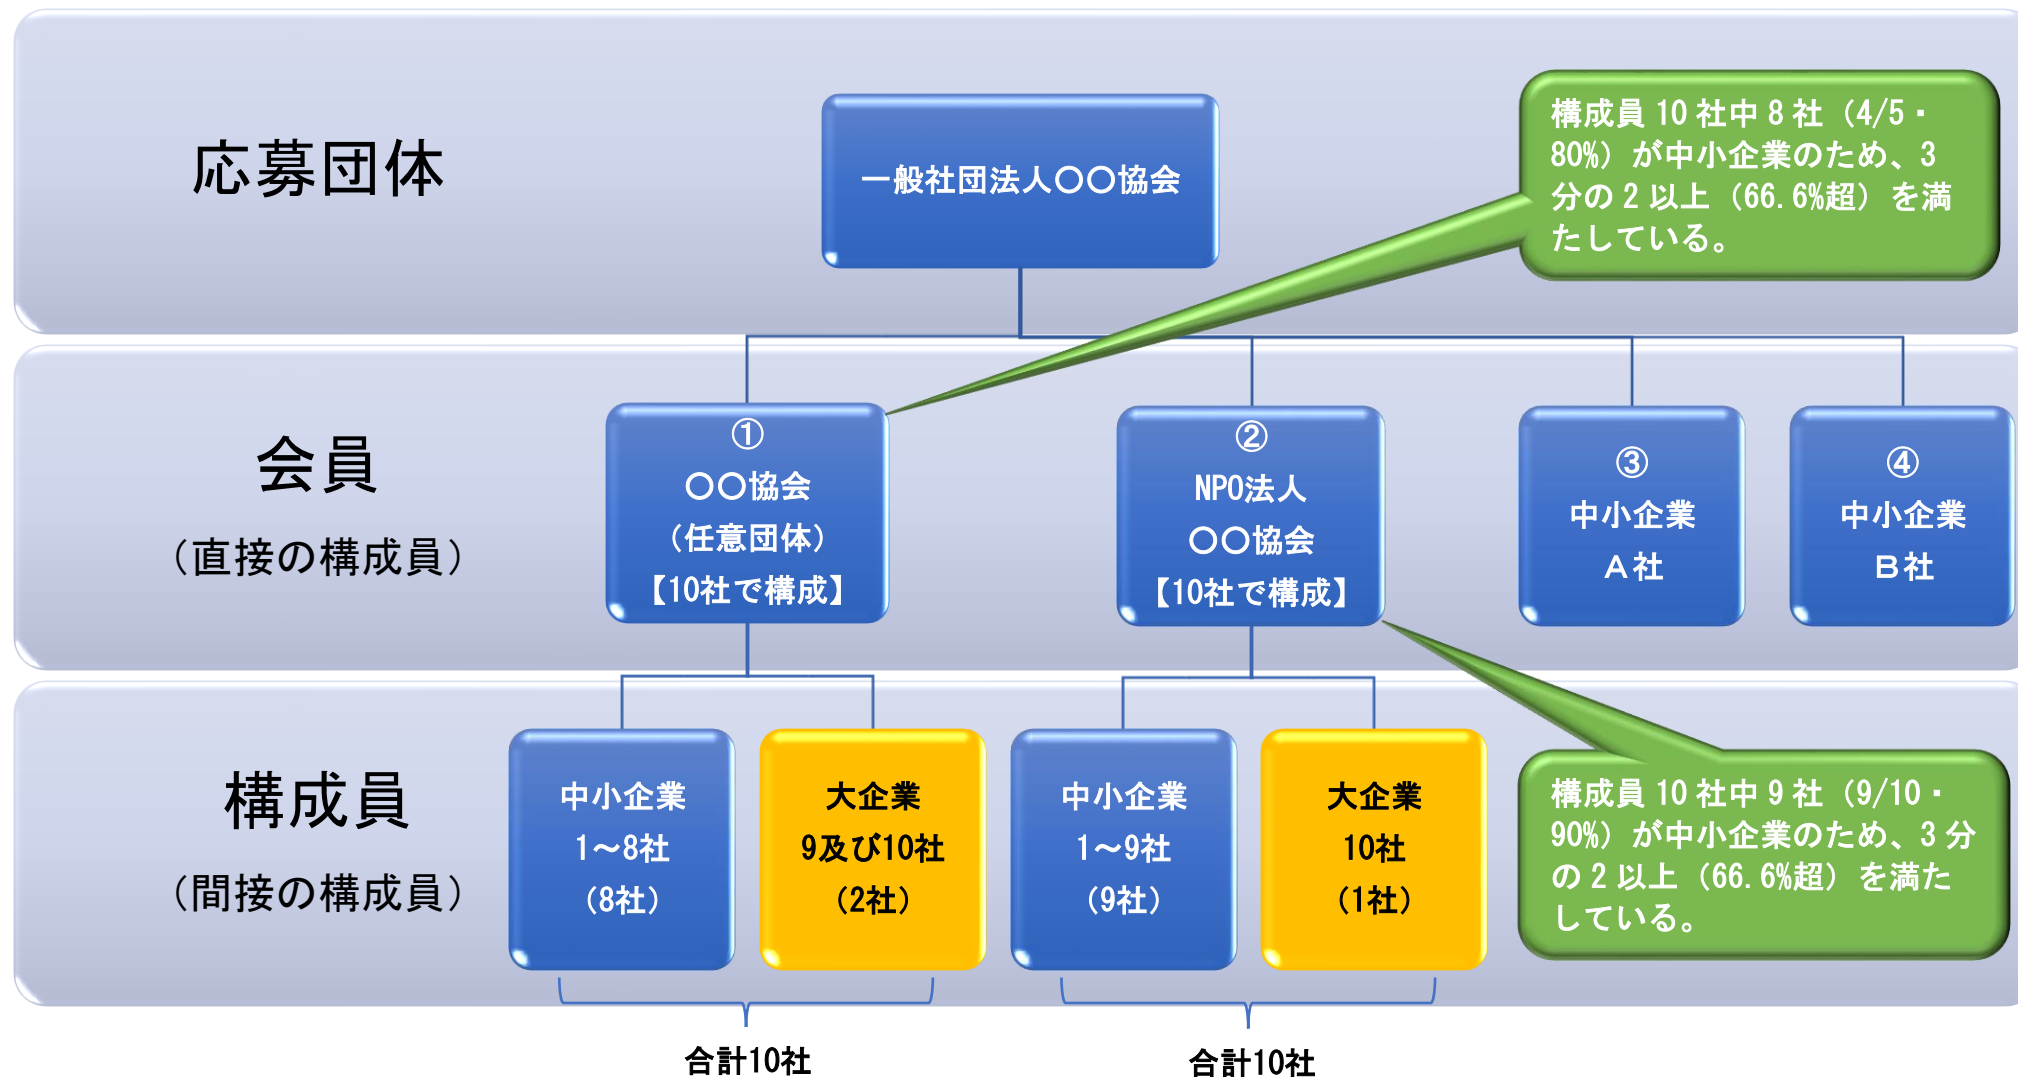 応募団体
一般社団法人〇〇協会
構成員 10 社中 8 社（4/5・
80%）が中小企業のため、3
分の 2 以上（66.6%超）を満
たしている。
会員
（直接の構成員）
①
〇〇協会
（任意団体）
【10社で構成】
②
NPO法人
〇〇協会
【10社で構成】
③
中小企業
Ａ社
④
中小企業
Ｂ社
構成員
（間接の構成員）
中小企業
1～8社
（8社）
大企業
9及び10社
（2社）
中小企業
1～9社
（9社）
大企業
10社
（1社）
構成員 10 社中 9 社（9/10・
90%）が中小企業のため、3 分
の 2 以上（66.6%超）を満た
している。
合計10社
合計10社